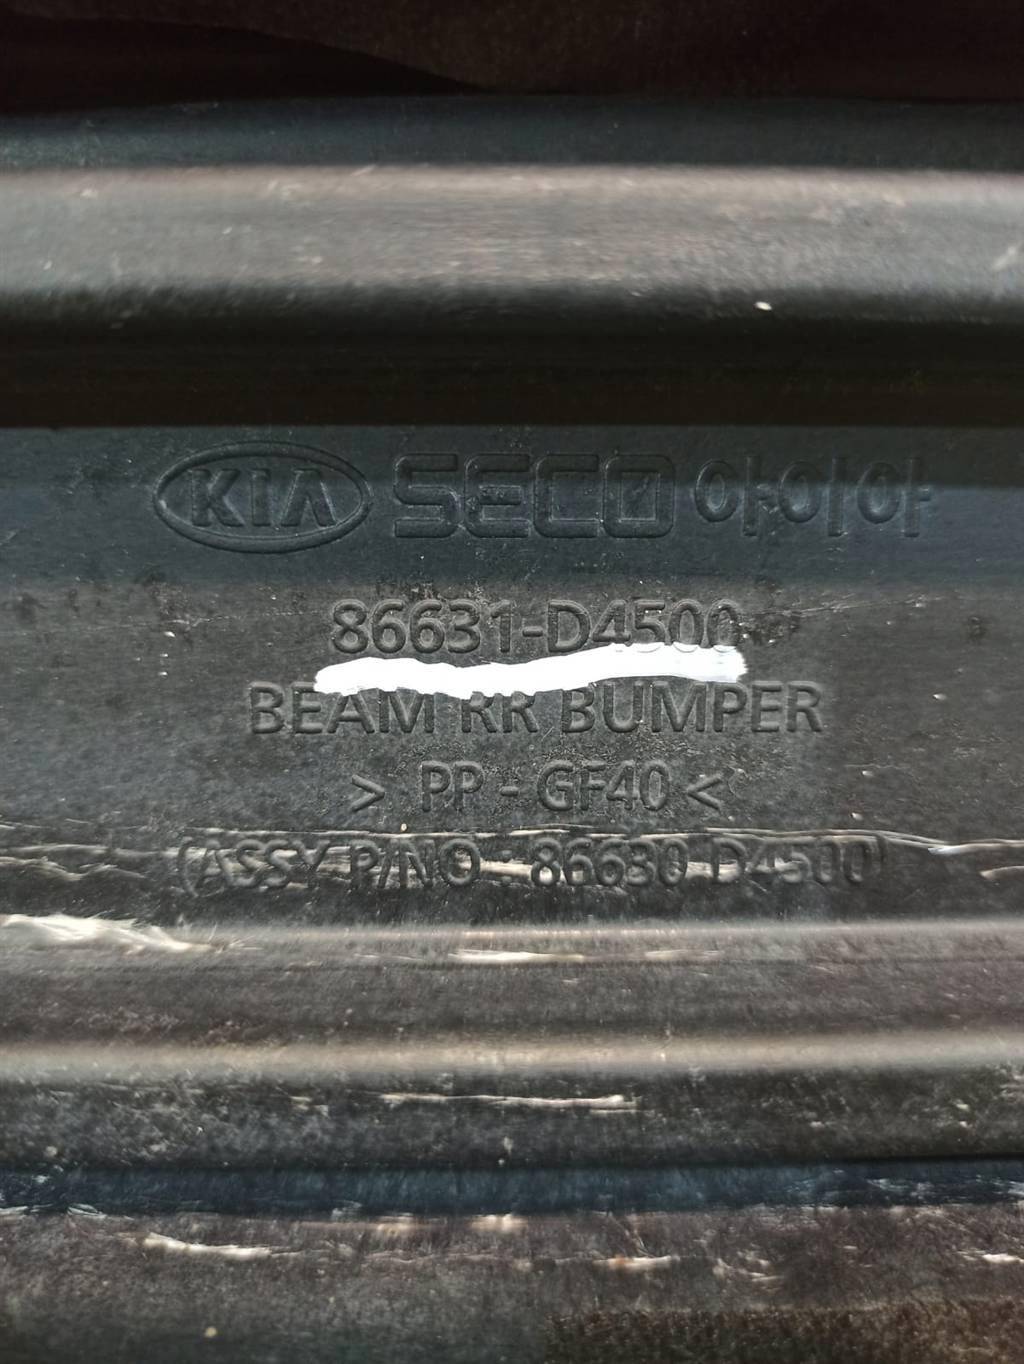 KIA SECO 아이아
86631-D4500
BEAM RR BUMPER
> PP - GF40 <
(ASSY P/NO : 86630-D4500)